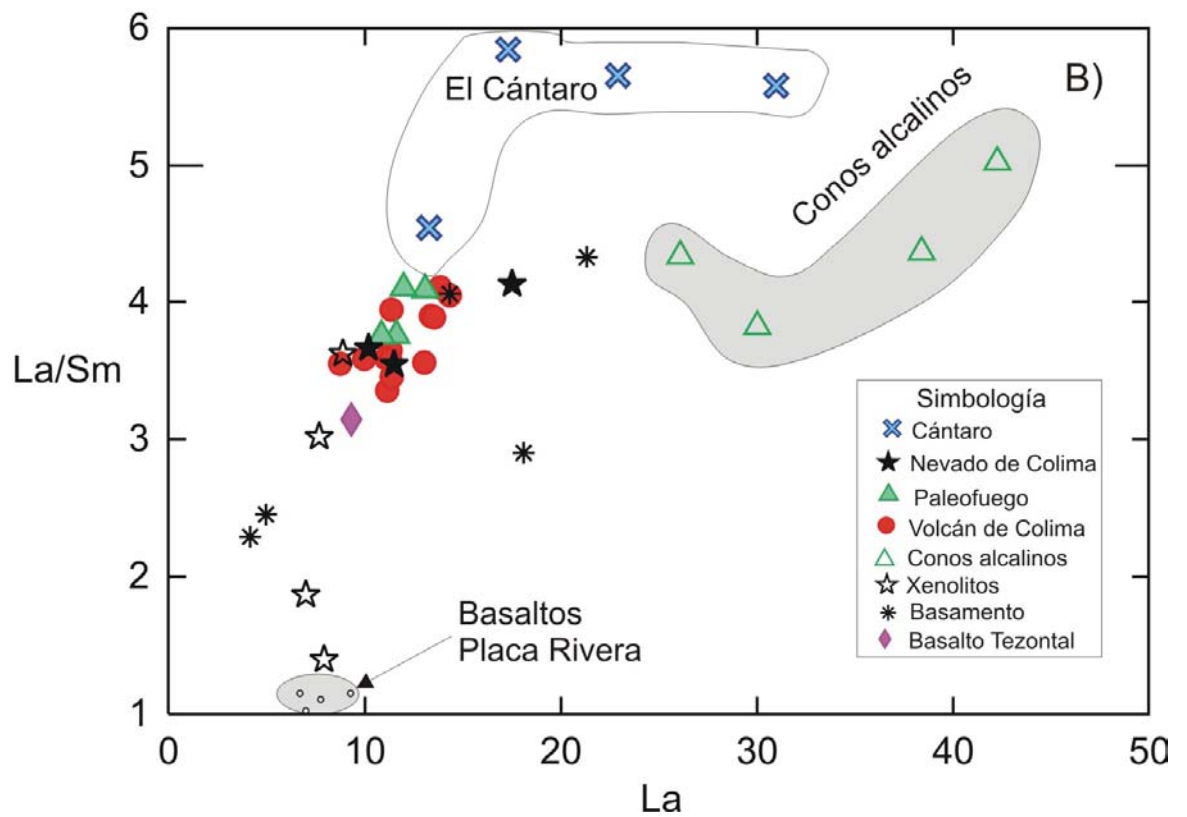 6
El Cántaro
B)
Conos alcalinos
5
4
La/Sm
3
2
1
Basaltos
Placa Rivera
Simbología
Cántaro
Nevado de Colima
Paleofuego
Volcán de Colima
Conos alcalinos
Xenolitos
Basamento
Basalto Tezontal
0 10 20 30 40 50
La